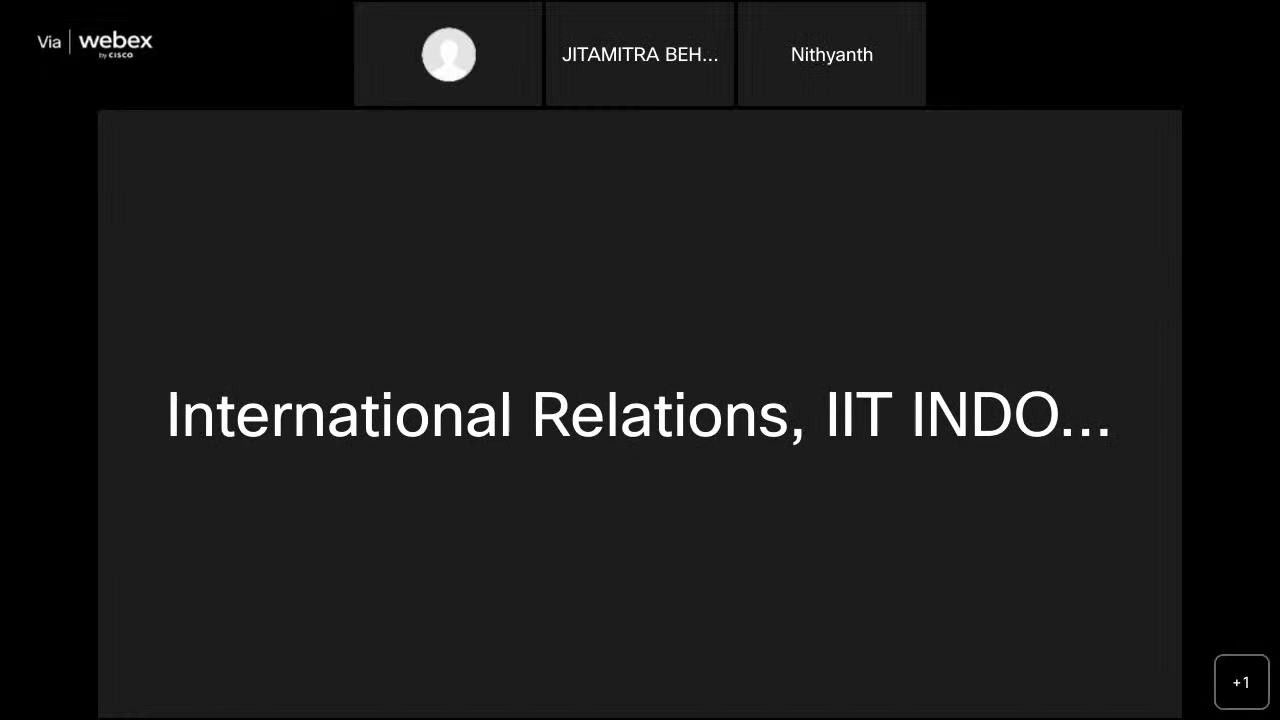 Via webex
by CISCO
JITAMITRA BEH...
Nithyanth
International Relations, IIT INDO...
+1